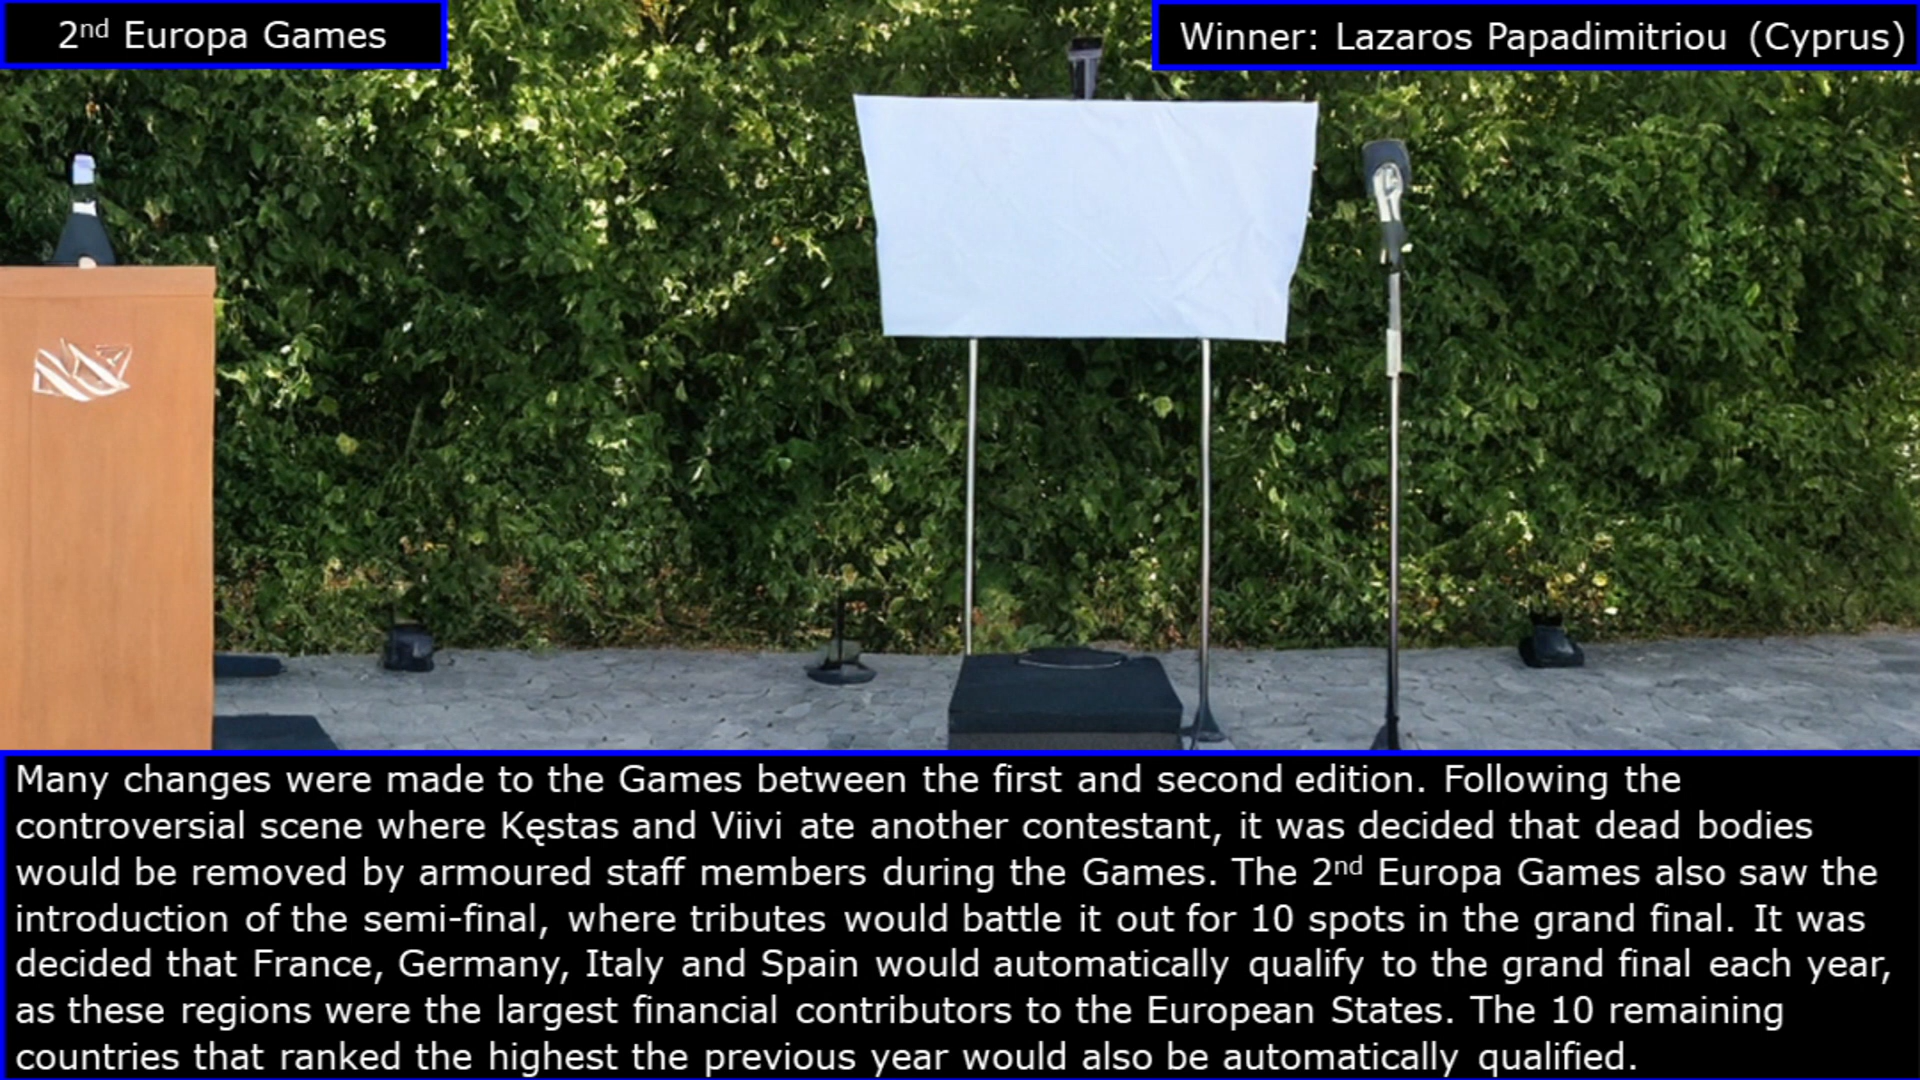 2nd Europa Games
Winner: Lazaros Papadimitriou (Cyprus)
Many changes were made to the Games between the first and second edition. Following the
controversial scene where Kęstas and Viivi ate another contestant, it was decided that dead bodies
would be removed by armoured staff members during the Games. The 2nd Europa Games also saw the
introduction of the semi-final, where tributes would battle it out for 10 spots in the grand final. It was
decided that France, Germany, Italy and Spain would automatically qualify to the grand final each year,
as these regions were the largest financial contributors to the European States. The 10 remaining
countries that ranked the highest the previous year would also be automatically qualified.